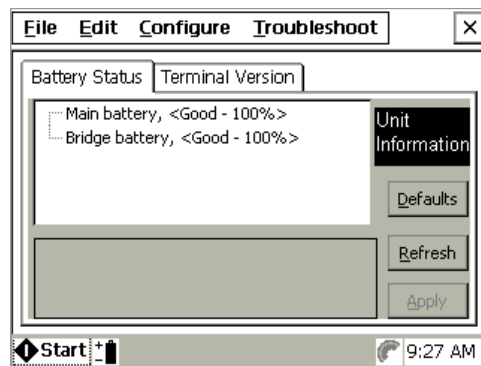 File Edit Configure Troubleshoot X
Battery Status Terminal Version
Main battery, <Good - 100%>
Bridge battery, <Good - 100%>
Unit
Information
Defaults
Refresh
Apply
Start 9:27 AM